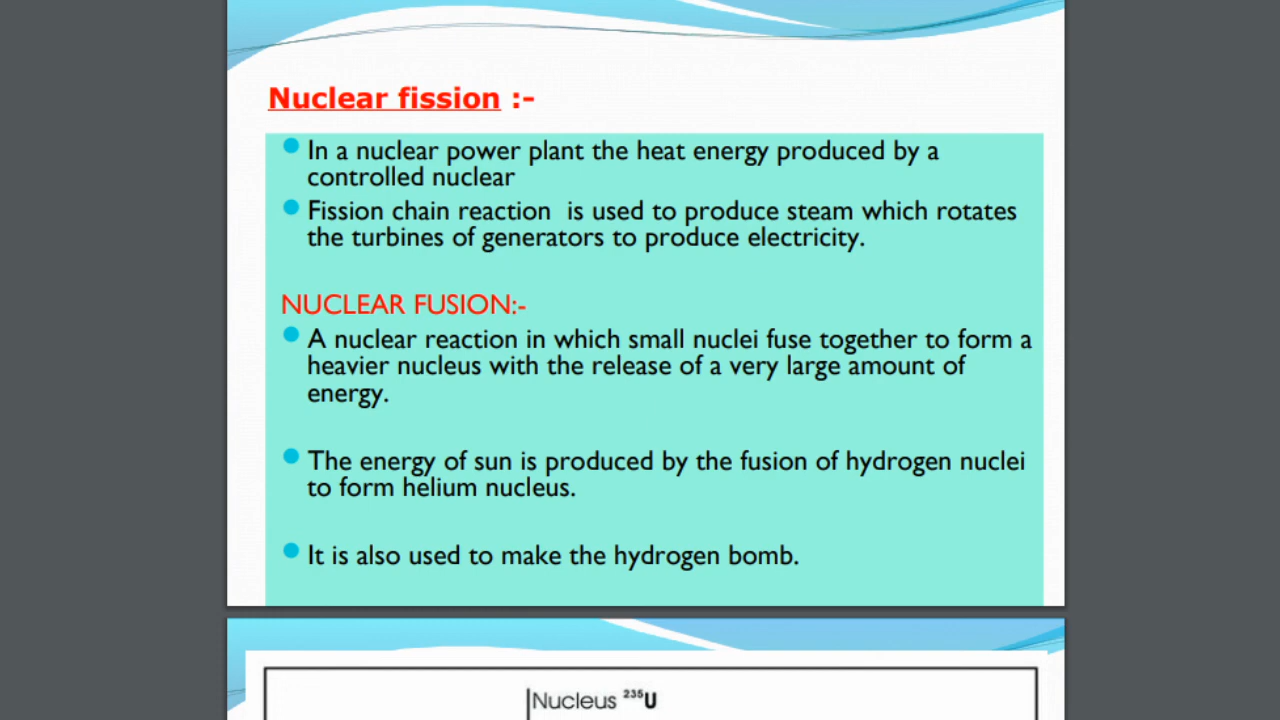 Nuclear fission :-
In a nuclear power plant the heat energy produced by a
controlled nuclear
Fission chain reaction is used to produce steam which rotates
the turbines of generators to produce electricity.
NUCLEAR FUSION:-
A nuclear reaction in which small nuclei fuse together to form a
heavier nucleus with the release of a very large amount of
energy.
The energy of sun is produced by the fusion of hydrogen nuclei
to form helium nucleus.
It is also used to make the hydrogen bomb.
Nucleus ²³⁵U